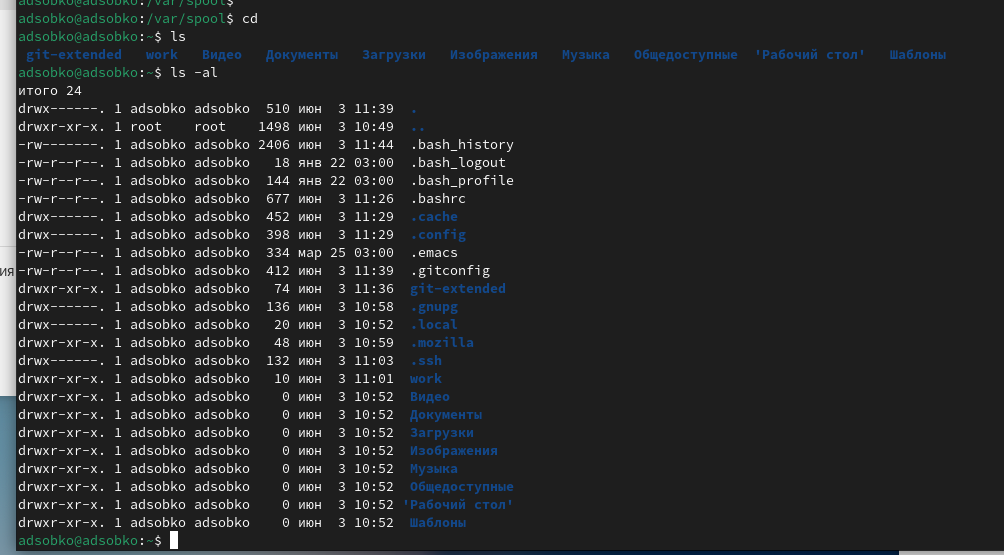 adsobko@adsobko:/var/spool$
adsobko@adsobko:/var/spool$ cd
adsobko@adsobko:~$ ls
git-extended work Видео Документы Загрузки Изображения Музыка Общедоступные 'Рабочий стол' Шаблоны
adsobko@adsobko:~$ ls -al
итого 24
drwx------. 1 adsobko adsobko 510 июн 3 11:39 .
drwxr-xr-x. 1 root root 1498 июн 3 10:49 ..
-rw-------. 1 adsobko adsobko 2406 июн 3 11:44 .bash_history
-rw-r--r--. 1 adsobko adsobko 18 янв 22 03:00 .bash_logout
-rw-r--r--. 1 adsobko adsobko 144 янв 22 03:00 .bash_profile
-rw-r--r--. 1 adsobko adsobko 677 июн 3 11:26 .bashrc
drwx------. 1 adsobko adsobko 452 июн 3 11:29 .cache
drwx------. 1 adsobko adsobko 398 июн 3 11:29 .config
-rw-r--r--. 1 adsobko adsobko 334 мар 25 03:00 .emacs
ия
-rw-r--r--. 1 adsobko adsobko 412 июн 3 11:39 .gitconfig
drwxr-xr-x. 1 adsobko adsobko 74 июн 3 11:36 git-extended
drwx------. 1 adsobko adsobko 136 июн 3 10:58 .gnupg
drwx------. 1 adsobko adsobko 20 июн 3 10:52 .local
drwxr-xr-x. 1 adsobko adsobko 48 июн 3 10:59 .mozilla
drwx------. 1 adsobko adsobko 132 июн 3 11:03 .ssh
drwxr-xr-x. 1 adsobko adsobko 10 июн 3 11:01 work
drwxr-xr-x. 1 adsobko adsobko 0 июн 3 10:52 Видео
drwxr-xr-x. 1 adsobko adsobko 0 июн 3 10:52 Документы
drwxr-xr-x. 1 adsobko adsobko 0 июн 3 10:52 Загрузки
drwxr-xr-x. 1 adsobko adsobko 0 июн 3 10:52 Изображения
drwxr-xr-x. 1 adsobko adsobko 0 июн 3 10:52 Музыка
drwxr-xr-x. 1 adsobko adsobko 0 июн 3 10:52 Общедоступные
drwxr-xr-x. 1 adsobko adsobko 0 июн 3 10:52 'Рабочий стол'
drwxr-xr-x. 1 adsobko adsobko 0 июн 3 10:52 Шаблоны
adsobko@adsobko:~$